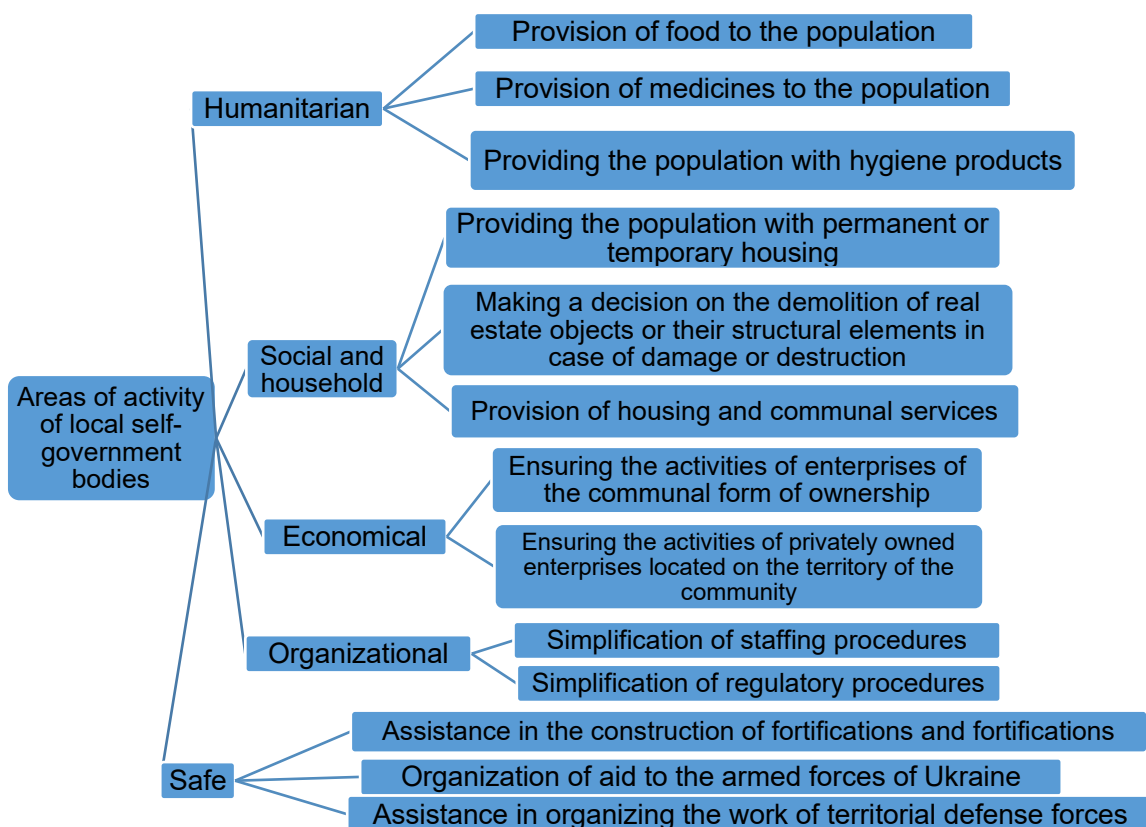 Areas of activity
of local self-
government
bodies
Humanitarian
Provision of food to the population
Provision of medicines to the population
Providing the population with hygiene products
Social and
household
Providing the population with permanent or
temporary housing
Making a decision on the demolition of real
estate objects or their structural elements in
case of damage or destruction
Provision of housing and communal services
Economical
Ensuring the activities of enterprises of
the communal form of ownership
Ensuring the activities of privately owned
enterprises located on the territory of the
community
Organizational
Simplification of staffing procedures
Simplification of regulatory procedures
Safe
Assistance in the construction of fortifications and fortifications
Organization of aid to the armed forces of Ukraine
Assistance in organizing the work of territorial defense forces